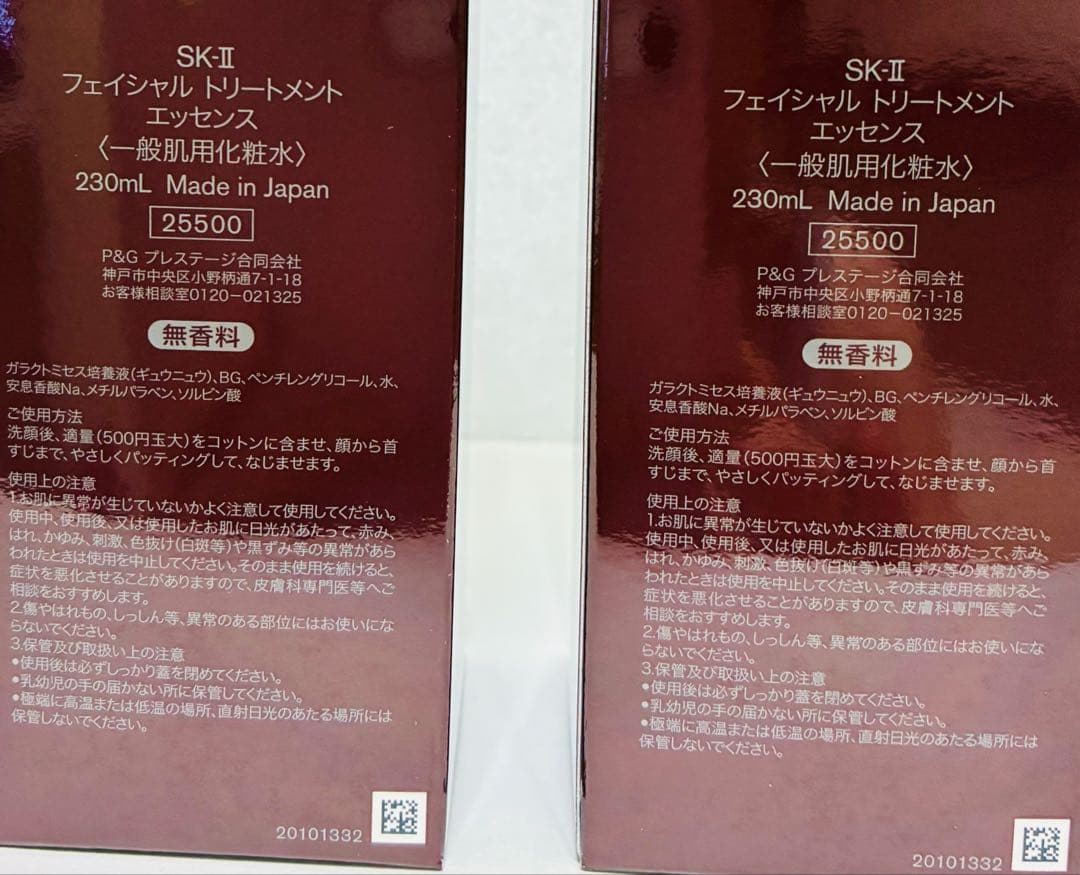 SK-Ⅱ
フェイシャル トリートメント
エッセンス
〈一般肌用化粧水〉
230mL Made in Japan
25500
P&G プレステージ合同会社
神戸市中央区小野柄通7-1-18
お客様相談室0120-021325
無香料
ガラクトミセス培養液(ギュウニュウ)、BG、ペンチレングリコール、水、
安息香酸Na、メチルパラベン、ソルビン酸
ご使用方法
洗顔後、適量(500円玉大)をコットンに含ませ、顔から首
すじまで、やさしくパッティングして、なじませます。
使用上の注意
1.お肌に異常が生じていないかよく注意して使用してください。
使用中、使用後、又は使用したお肌に日光があたって、赤み、
はれ、かゆみ、刺激、色抜け(白斑等)や黒ずみ等の異常があら
われたときは使用を中止してください。そのまま使用を続けると、
症状を悪化させることがありますので、皮膚科専門医等へご
相談をおすすめします。
2.傷やはれもの、しっしん等、異常のある部位にはお使いにな
らないでください。
3.保管及び取扱い上の注意
•使用後は必ずしっかり蓋を閉めてください。
•乳幼児の手の届かない所に保管してください。
•極端に高温または低温の場所、直射日光のあたる場所には
保管しないでください。
20101332
SK-Ⅱ
フェイシャル トリートメント
エッセンス
〈一般肌用化粧水〉
230mL Made in Japan
25500
P&G プレステージ合同会社
神戸市中央区小野柄通7-1-18
お客様相談室0120-021325
無香料
ガラクトミセス培養液(ギュウニュウ)、BG、ペンチレングリコール、水、
安息香酸Na、メチルパラベン、ソルビン酸
ご使用方法
洗顔後、適量(500円玉大)をコットンに含ませ、顔から首
すじまで、やさしくパッティングして、なじませます。
使用上の注意
1.お肌に異常が生じていないかよく注意して使用してください。
使用中、使用後、又は使用したお肌に日光があたって、赤み、
はれ、かゆみ、刺激、色抜け(白斑等)や黒ずみ等の異常があら
われたときは使用を中止してください。そのまま使用を続けると、
症状を悪化させることがありますので、皮膚科専門医等へご
相談をおすすめします。
2.傷やはれもの、しっしん等、異常のある部位にはお使いにな
らないでください。
3.保管及び取扱い上の注意
•使用後は必ずしっかり蓋を閉めてください。
•乳幼児の手の届かない所に保管してください。
•極端に高温または低温の場所、直射日光のあたる場所には
保管しないでください。
20101332